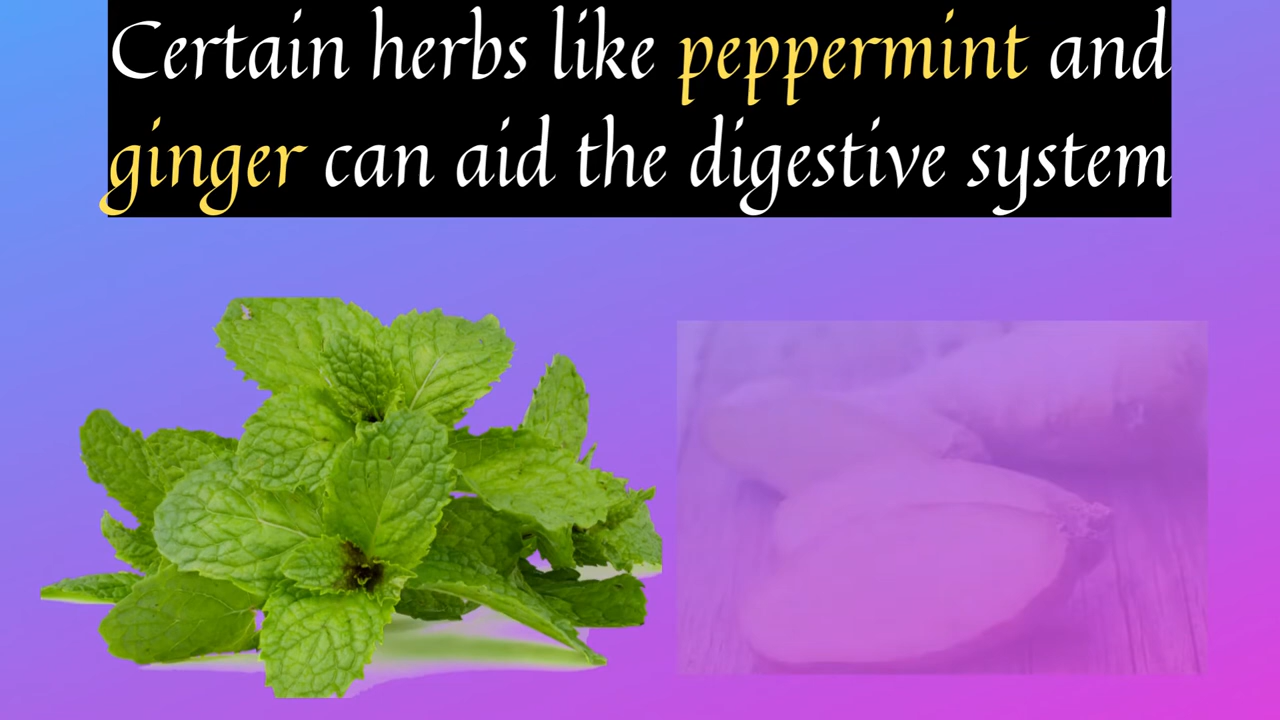 Certain herbs like peppermint and
ginger can aid the digestive system